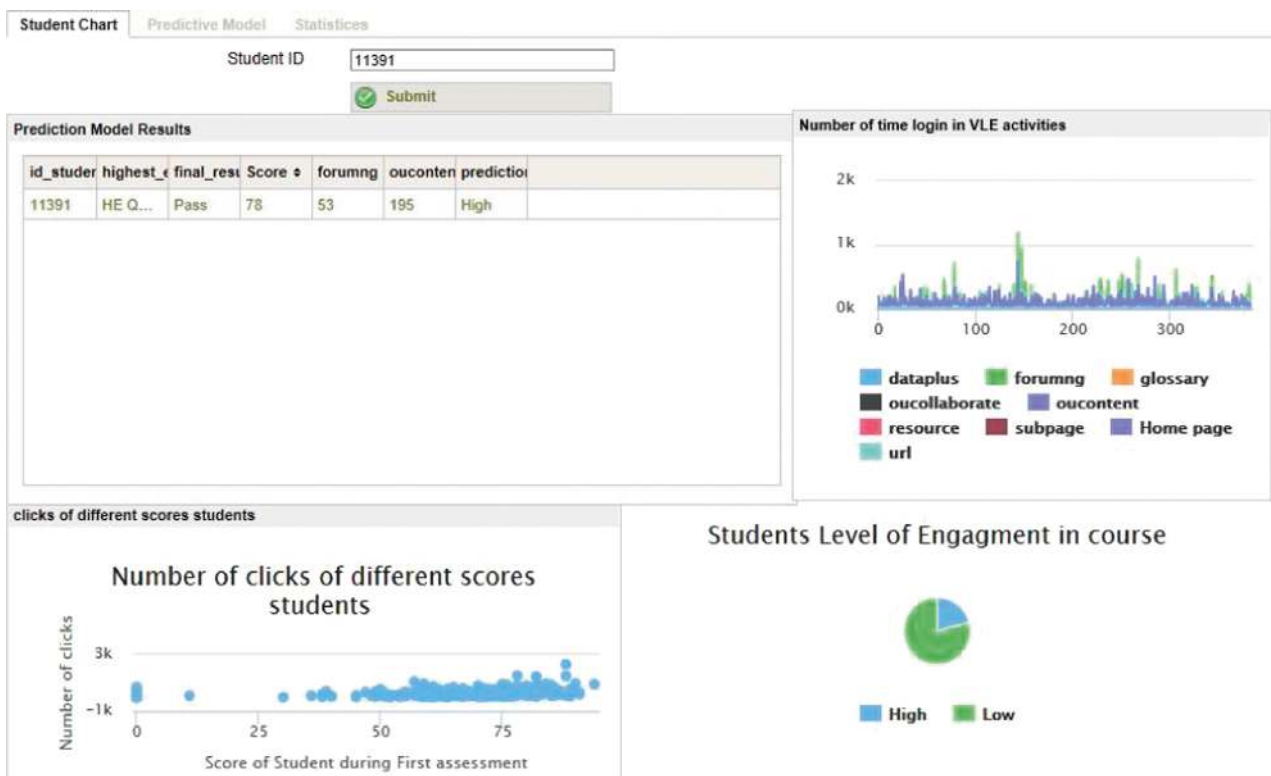 Student Chart Predictive Model Statistices
Student ID 11391
Submit
Prediction Model Results
id_studen highest_e final_resu Score forumng ouconten prediction
11391 HE Q... Pass 78 53 195 High
Number of time login in VLE activities
2k
1k
0k
0 100 200 300
dataplus forumng glossary
oucollaborate oucontent
resource subpage Home page
url
clicks of different scores students
Number of clicks of different scores
students
Number of clicks
3k
-1k
0 25 50 75
Score of Student during First assessment
Students Level of Engagment in course
High Low